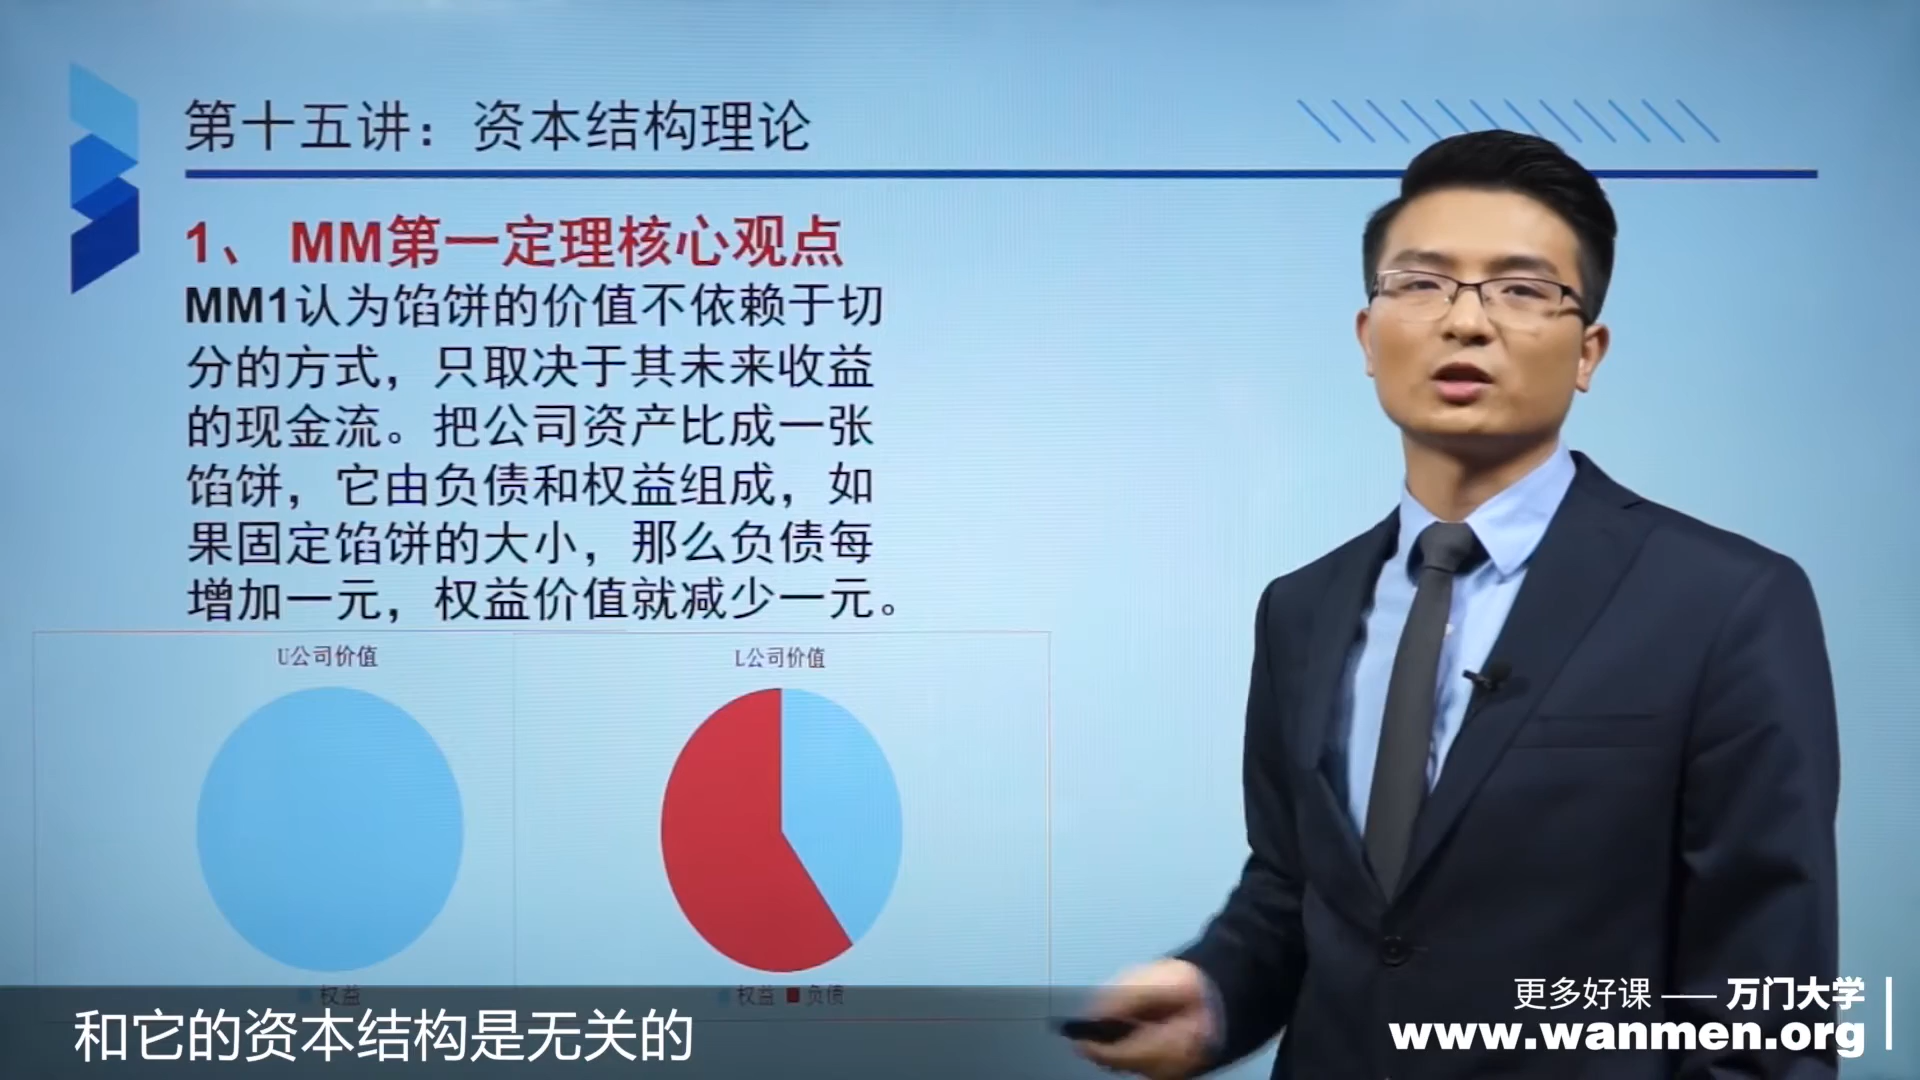 第十五讲：资本结构理论
1、 MM第一定理核心观点
MM1认为馅饼的价值不依赖于切
分的方式，只取决于其未来收益
的现金流。把公司资产比成一张
馅饼，它由负债和权益组成，如
果固定馅饼的大小，那么负债每
增加一元，权益价值就减少一元。
U公司价值
L公司价值
权益
权益 负债
和它的资本结构是无关的
更多好课 —— 万门大学
www.wanmen.org